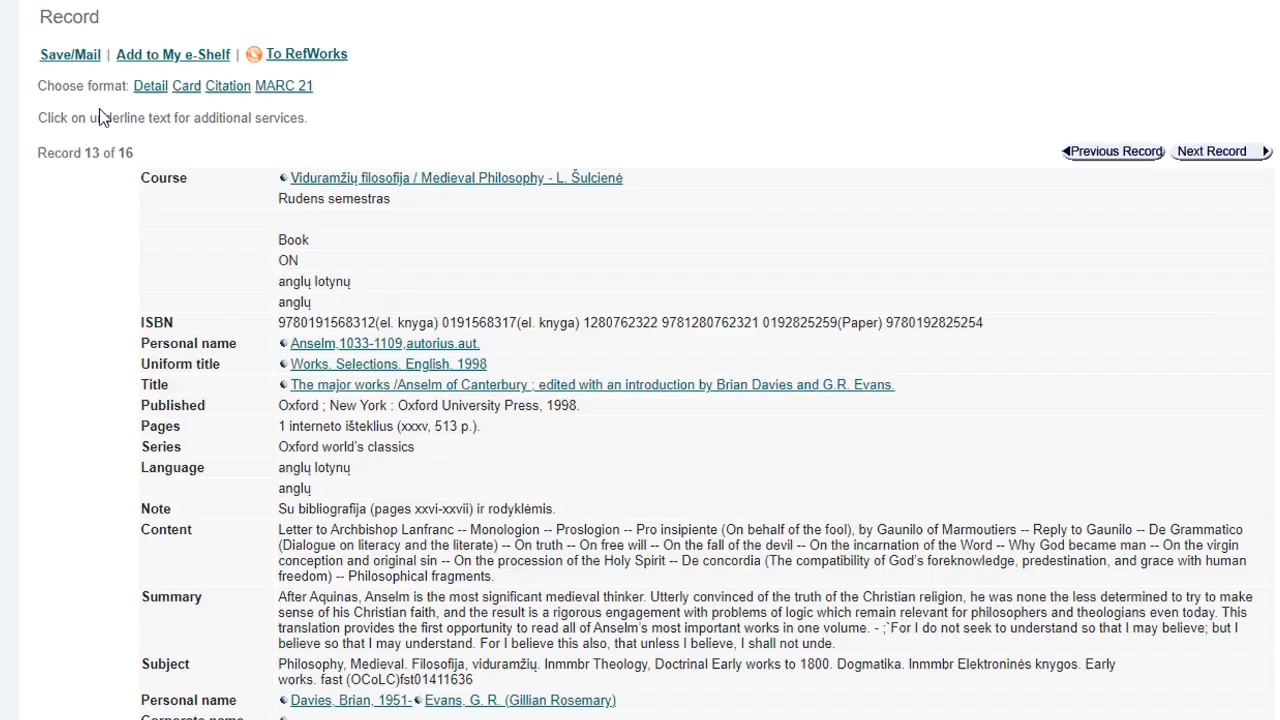 Record
Save/Mail | Add to My e-Shelf | To RefWorks
Choose format: Detail Card Citation MARC 21
Click on underline text for additional services.
Record 13 of 16
Previous Record Next Record
Course Viduramžių filosofija / Medieval Philosophy - L. Šulcienė
Rudens semestras
Book
ON
anglų lotynų
anglų
ISBN 9780191568312(el. knyga) 0191568317(el. knyga) 1280762322 9781280762321 0192825259(Paper) 9780192825254
Personal name Anselm,1033-1109,autorius.aut.
Uniform title Works. Selections. English. 1998
Title The major works /Anselm of Canterbury ; edited with an introduction by Brian Davies and G.R. Evans.
Published Oxford ; New York : Oxford University Press, 1998.
Pages 1 interneto išteklius (xxxv, 513 p.).
Series Oxford world's classics
Language anglų lotynų
anglų
Note Su bibliografija (pages xxvi-xxvii) ir rodyklėmis.
Content Letter to Archbishop Lanfranc -- Monologion -- Proslogion -- Pro insipiente (On behalf of the fool), by Gaunilo of Marmoutiers -- Reply to Gaunilo -- De Grammatico
(Dialogue on literacy and the literate) -- On truth -- On free will -- On the fall of the devil -- On the incarnation of the Word -- Why God became man -- On the virgin
conception and original sin -- On the procession of the Holy Spirit -- De concordia (The compatibility of God's foreknowledge, predestination, and grace with human
freedom) -- Philosophical fragments.
Summary After Aquinas, Anselm is the most significant medieval thinker. Utterly convinced of the truth of the Christian religion, he was none the less determined to try to make
sense of his Christian faith, and the result is a rigorous engagement with problems of logic which remain relevant for philosophers and theologians even today. This
translation provides the first opportunity to read all of Anselm's most important works in one volume. - ;`For I do not seek to understand so that I may believe; but I
believe so that I may understand. For I believe this also, that unless I believe, I shall not unde.
Subject Philosophy, Medieval. Filosofija, viduramžių. lnmmbr Theology, Doctrinal Early works to 1800. Dogmatika. lnmmbr Elektroninės knygos. Early
works. fast (OCoLC)fst01411636
Personal name Davies, Brian, 1951- Evans, G. R. (Gillian Rosemary)
Corporate name